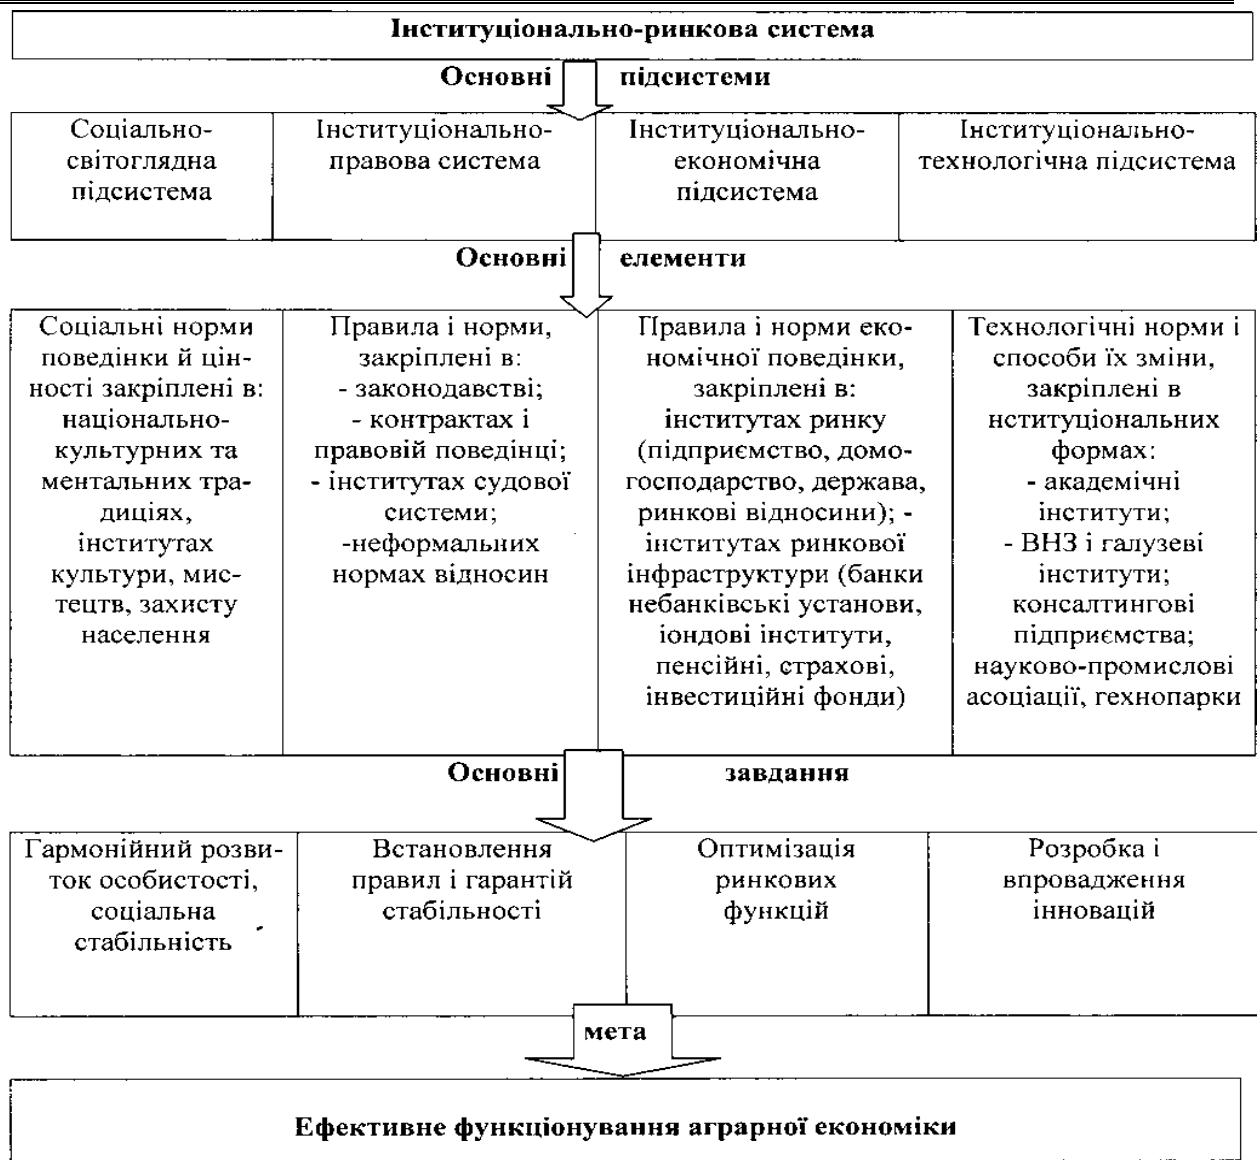 Інституціонально-ринкова система
Основні підсистеми
Соціально-
світоглядна
підсистема
Інституціонально-
правова система
Інституціонально-
економічна
підсистема
Інституціонально-
технологічна підсистема
Основні елементи
Соціальні норми
поведінки й цін-
ності закріплені в:
національно-
культурних та
ментальних тра-
диціях,
інститутах
культури, мис-
тецтв, захисту
населення
Правила і норми,
закріплені в:
- законодавстві;
- контрактах і
правовій поведінці;
- інститутах судової
системи;
-неформальних
нормах відносин
Правила і норми еко-
номічної поведінки,
закріплені в:
інститутах ринку
(підприємство, домо-
господарство, держава,
ринкові відносини); -
інститутах ринкової
інфраструктури (банки
небанківські установи,
іондові інститути,
пенсійні, страхові,
інвестиційні фонди)
Технологічні норми і
способи їх зміни,
закріплені в
нституціональних
формах:
- академічні
інститути;
- ВНЗ і галузеві
інститути;
консалтингові
підприємства;
науково-промислові
асоціації, гехнопарки
Основні завдання
Гармонійний розви-
ток особистості,
соціальна
стабільність
Встановлення
правил і гарантій
стабільності
Оптимізація
ринкових
функцій
Розробка і
впровадження
інновацій
мета
Ефективне функціонування аграрної економіки